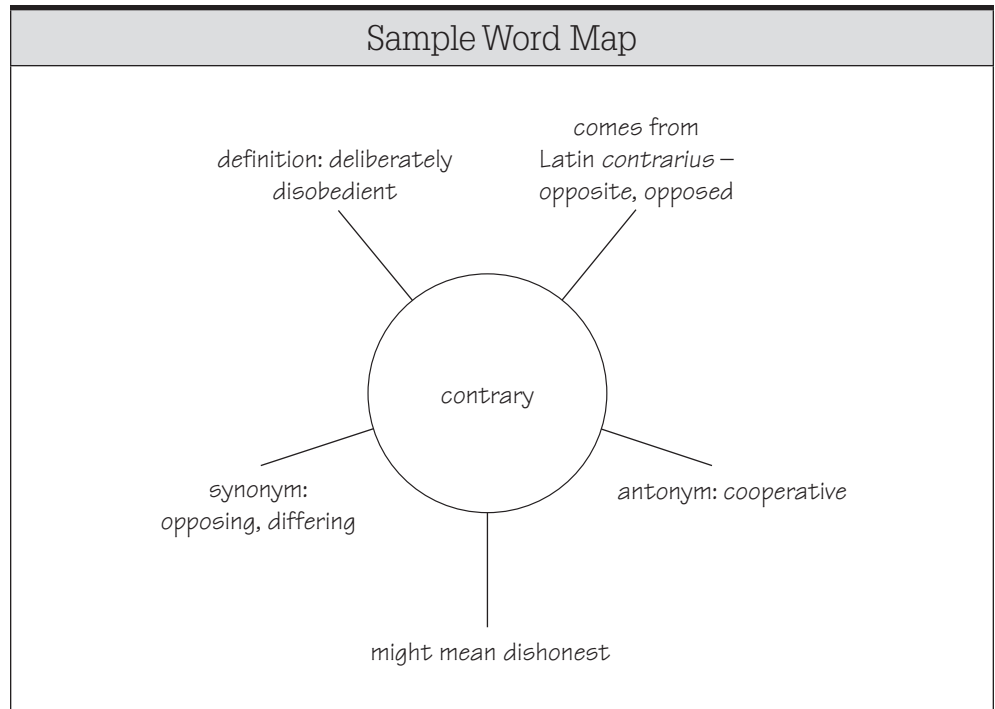 Sample Word Map
definition: deliberately
disobedient
comes from
Latin contrarius –
opposite, opposed
contrary
synonym:
opposing, differing
antonym: cooperative
might mean dishonest